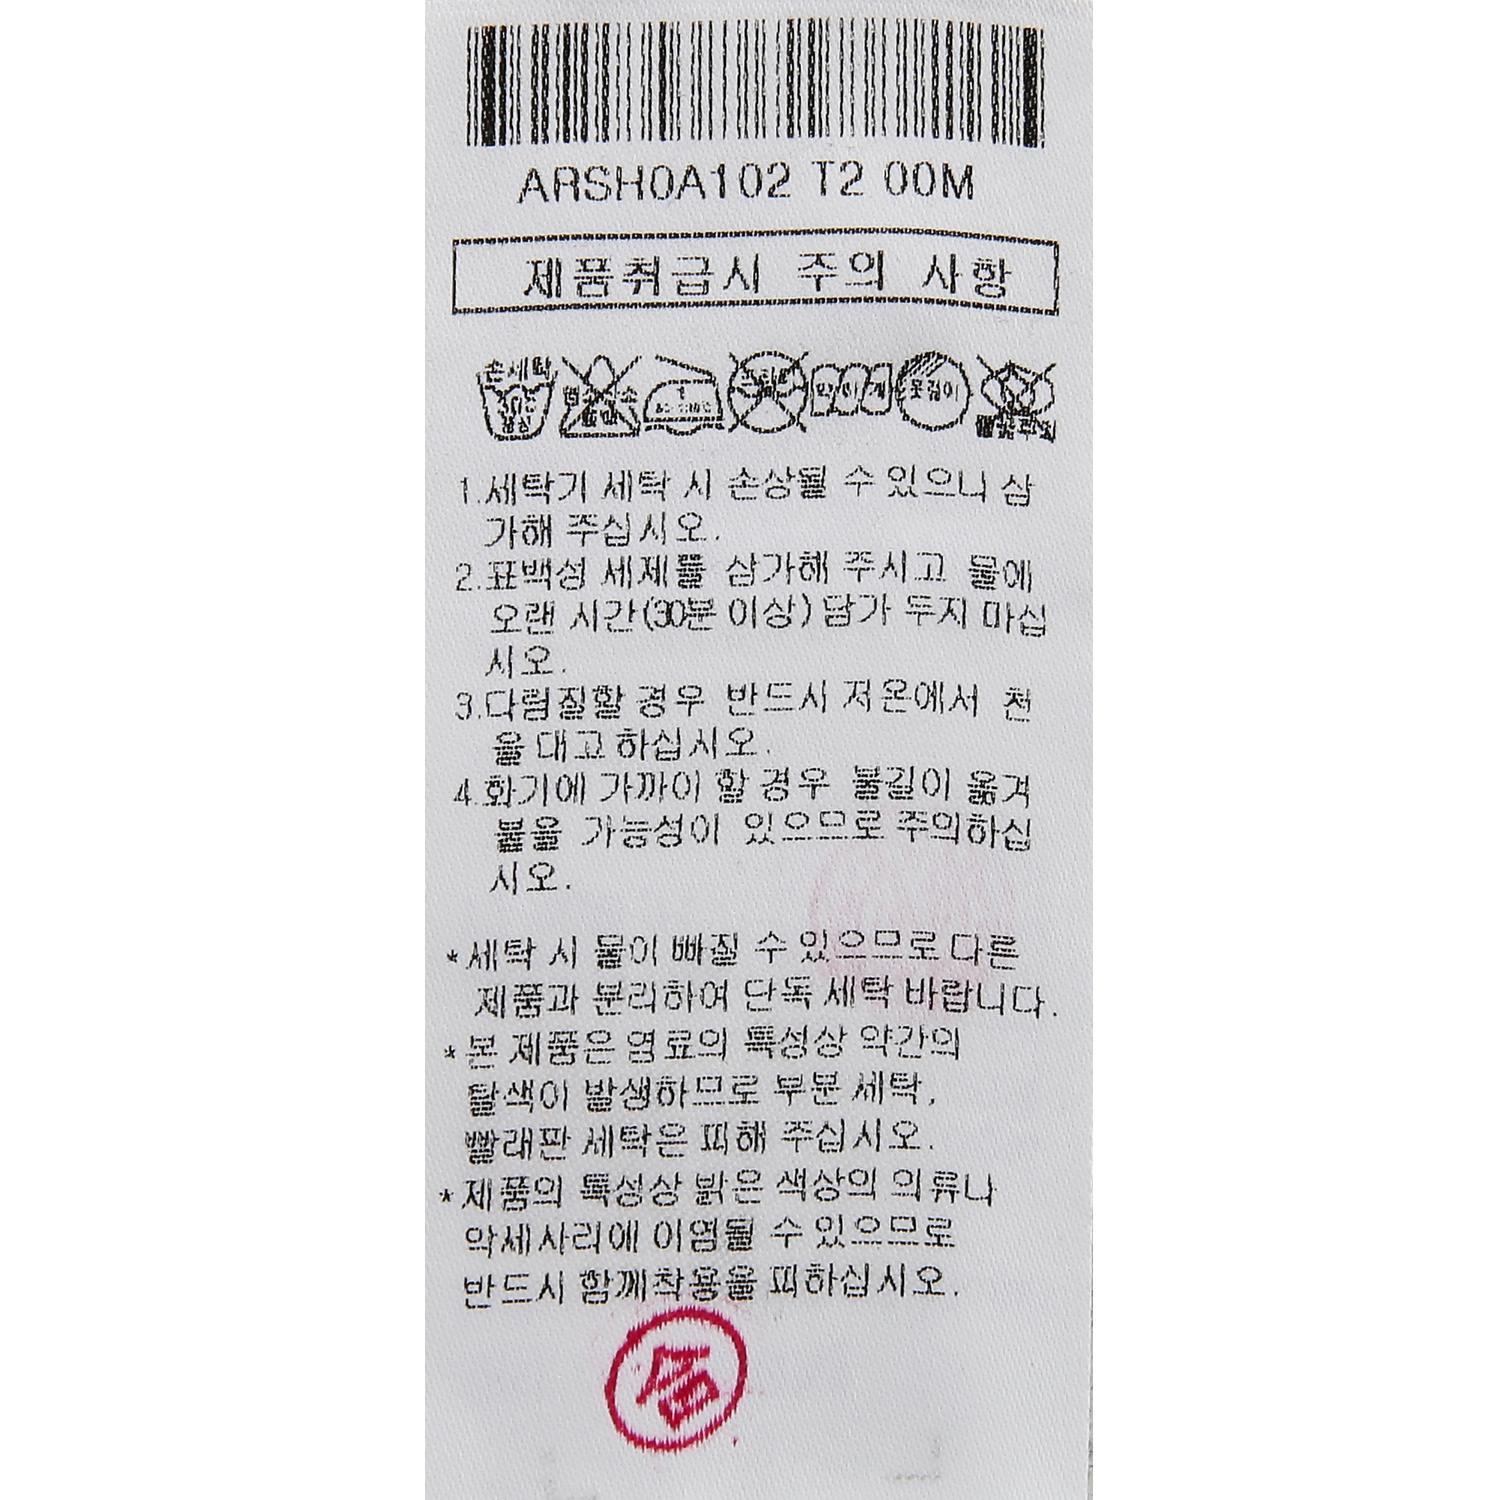 ARSH0A102 T2 00M
제품취급시 주의 사항
손세탁
약하게
옷걸이
1.세탁기 세탁 시 손상될 수 있으니 삼
가해 주십시오.
2.표백성 세제를 삼가해 주시고 물에
오랜 시간(30분 이상) 담가 두지 마십
시오.
3.다림질할 경우 반드시 저온에서 천
을 대고 하십시오.
4.화기에 가까이 할 경우 불길이 옮겨
붙을 가능성이 있으므로 주의하십
시오.
*세탁 시 물이 빠질 수 있으므로 다른
제품과 분리하여 단독 세탁 바랍니다.
*본 제품은 염료의 특성상 약간의
탈색이 발생하므로 부분 세탁,
빨래판 세탁은 피해 주십시오.
*제품의 특성상 밝은 색상의 의류나
악세사리에 이염될 수 있으므로
반드시 함께착용을 피하십시오.